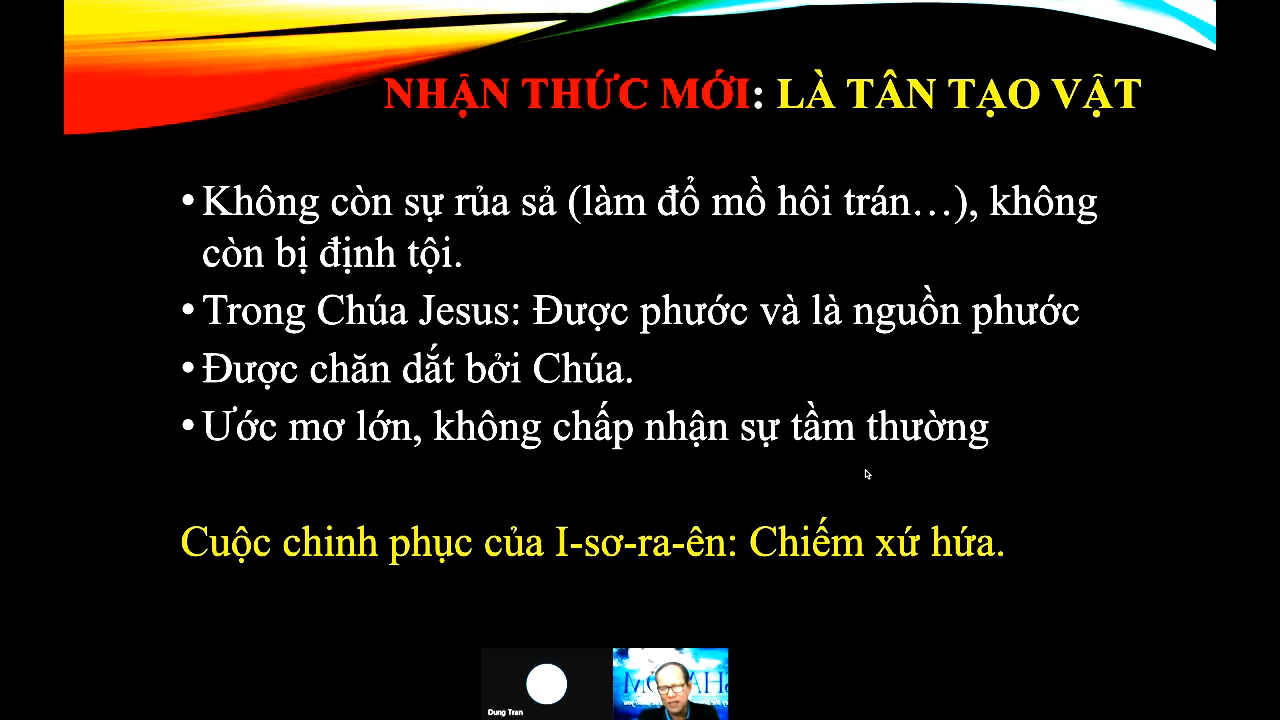 NHẬN THỨC MỚI: LÀ TÂN TẠO VẬT
• Không còn sự rủa sả (làm đổ mồ hôi trán…), không
còn bị định tội.
• Trong Chúa Jesus: Được phước và là nguồn phước
• Được chăn dắt bởi Chúa.
• Ước mơ lớn, không chấp nhận sự tầm thường
Cuộc chinh phục của I-sơ-ra-ên: Chiếm xứ hứa.
Dung Tran